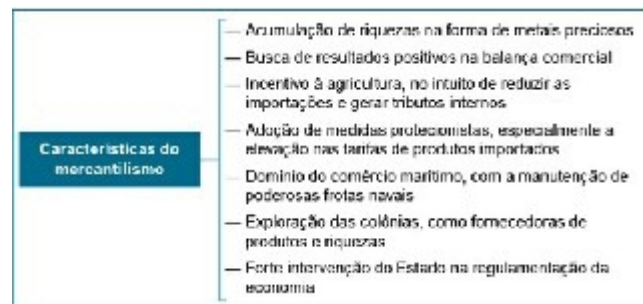 Características do
mercantilismo
— Acumulação de riquezas na forma de metais preciosos
— Busca de resultados positivos na balança comercial
— Incentivo à agricultura, no intuito de reduzir as
importações e gerar tributos internos
— Adoção de medidas protecionistas, especialmente a
elevação nas tarifas de produtos importados
— Domínio do comércio marítimo, com a manutenção de
poderosas frotas navais
— Exploração das colônias, como fornecedoras de
produtos e riquezas
— Forte intervenção do Estado na regulamentação da
economia